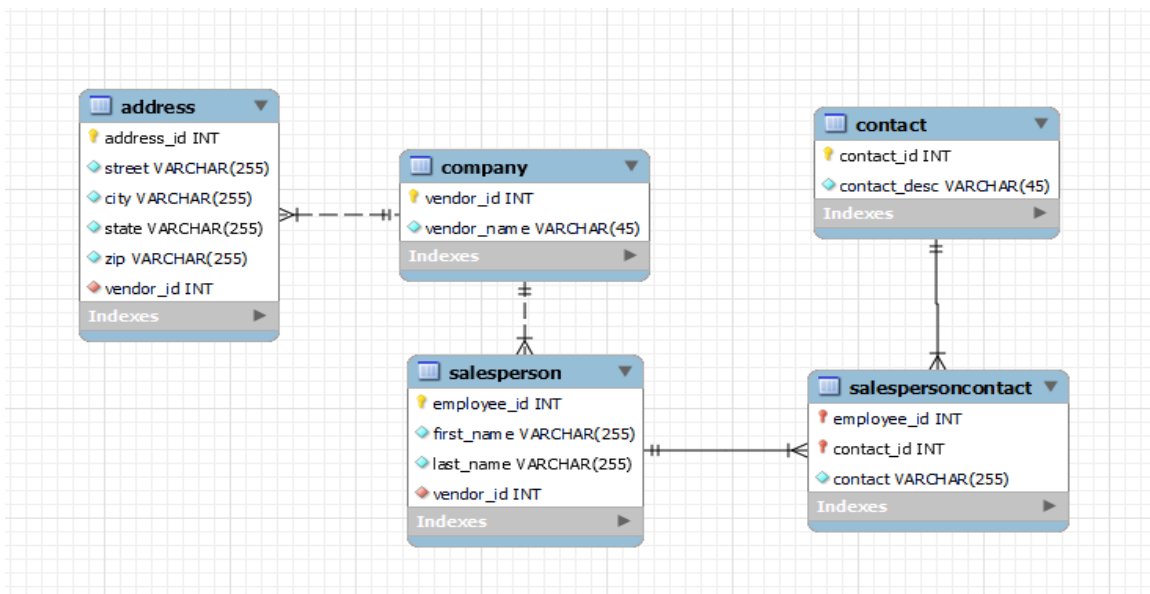 address
address_id INT
street VARCHAR(255)
city VARCHAR(255)
state VARCHAR(255)
zip VARCHAR(255)
vendor_id INT
Indexes
company
vendor_id INT
vendor_name VARCHAR(45)
Indexes
contact
contact_id INT
contact_desc VARCHAR(45)
Indexes
salesperson
employee_id INT
first_name VARCHAR(255)
last_name VARCHAR(255)
vendor_id INT
Indexes
salespersoncontact
employee_id INT
contact_id INT
contact VARCHAR(255)
Indexes